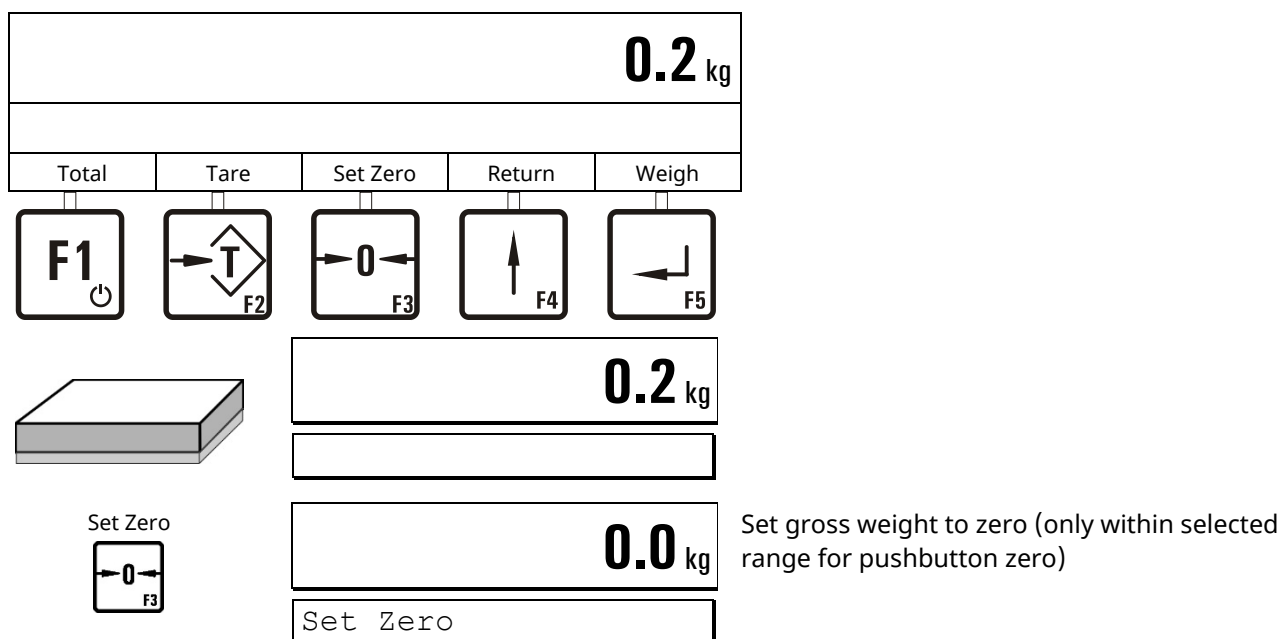 0.2 kg
Total Tare Set Zero Return Weigh
F1 T F2 0 F3 F4 F5
0.2 kg
Set Zero
0 F3
0.0 kg
Set gross weight to zero (only within selected
range for pushbutton zero)
Set Zero